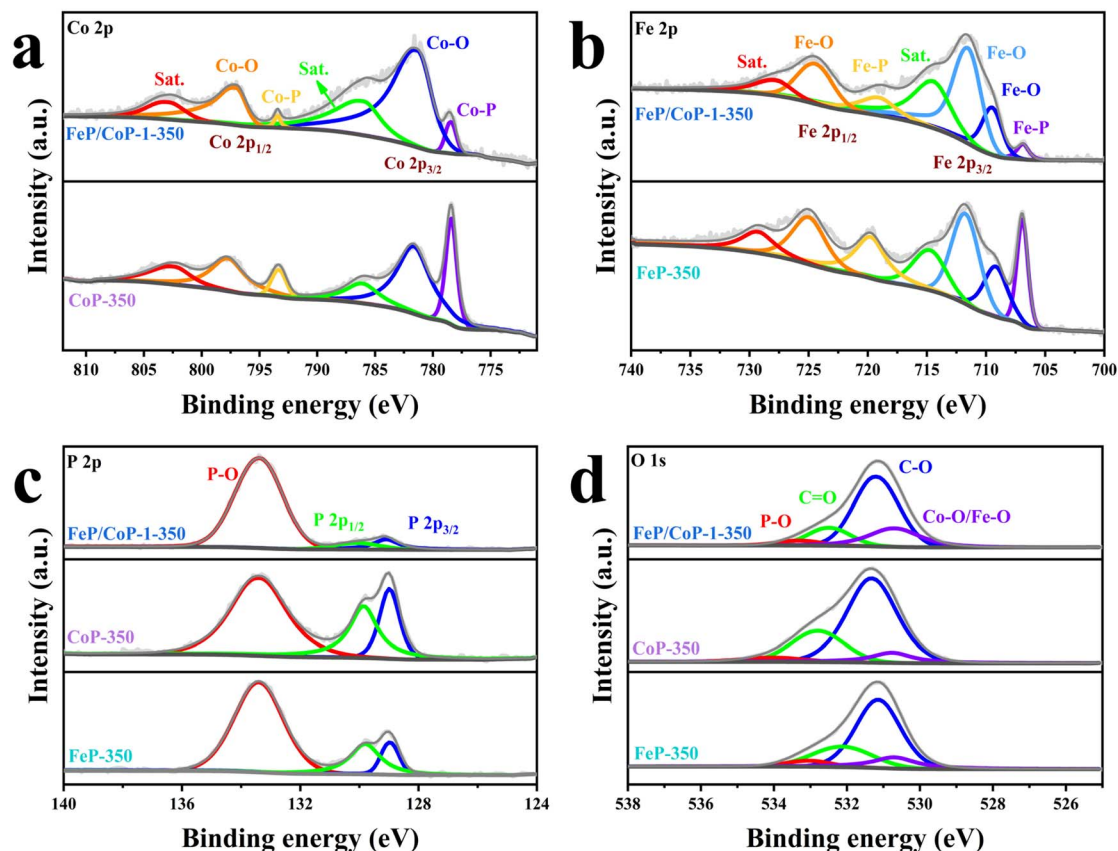 a
Co 2p
Sat.
Co-O
Co-P
Sat.
Co-O
Co-P
FeP/CoP-1-350
Co 2p1/2
Co 2p3/2
CoP-350
Intensity (a.u.)
810 805 800 795 790 785 780 775
Binding energy (eV)
b
Fe 2p
Sat.
Fe-O
Fe-P
Sat.
Fe-O
Fe-O
Fe-P
FeP/CoP-1-350
Fe 2p1/2
Fe 2p3/2
FeP-350
Intensity (a.u.)
740 735 730 725 720 715 710 705 700
Binding energy (eV)
c
P 2p
P-O
P 2p1/2
P 2p3/2
FeP/CoP-1-350
CoP-350
FeP-350
Intensity (a.u.)
140 136 132 128 124
Binding energy (eV)
d
O 1s
P-O
C=O
C-O
Co-O/Fe-O
FeP/CoP-1-350
CoP-350
FeP-350
Intensity (a.u.)
538 536 534 532 530 528 526
Binding energy (eV)